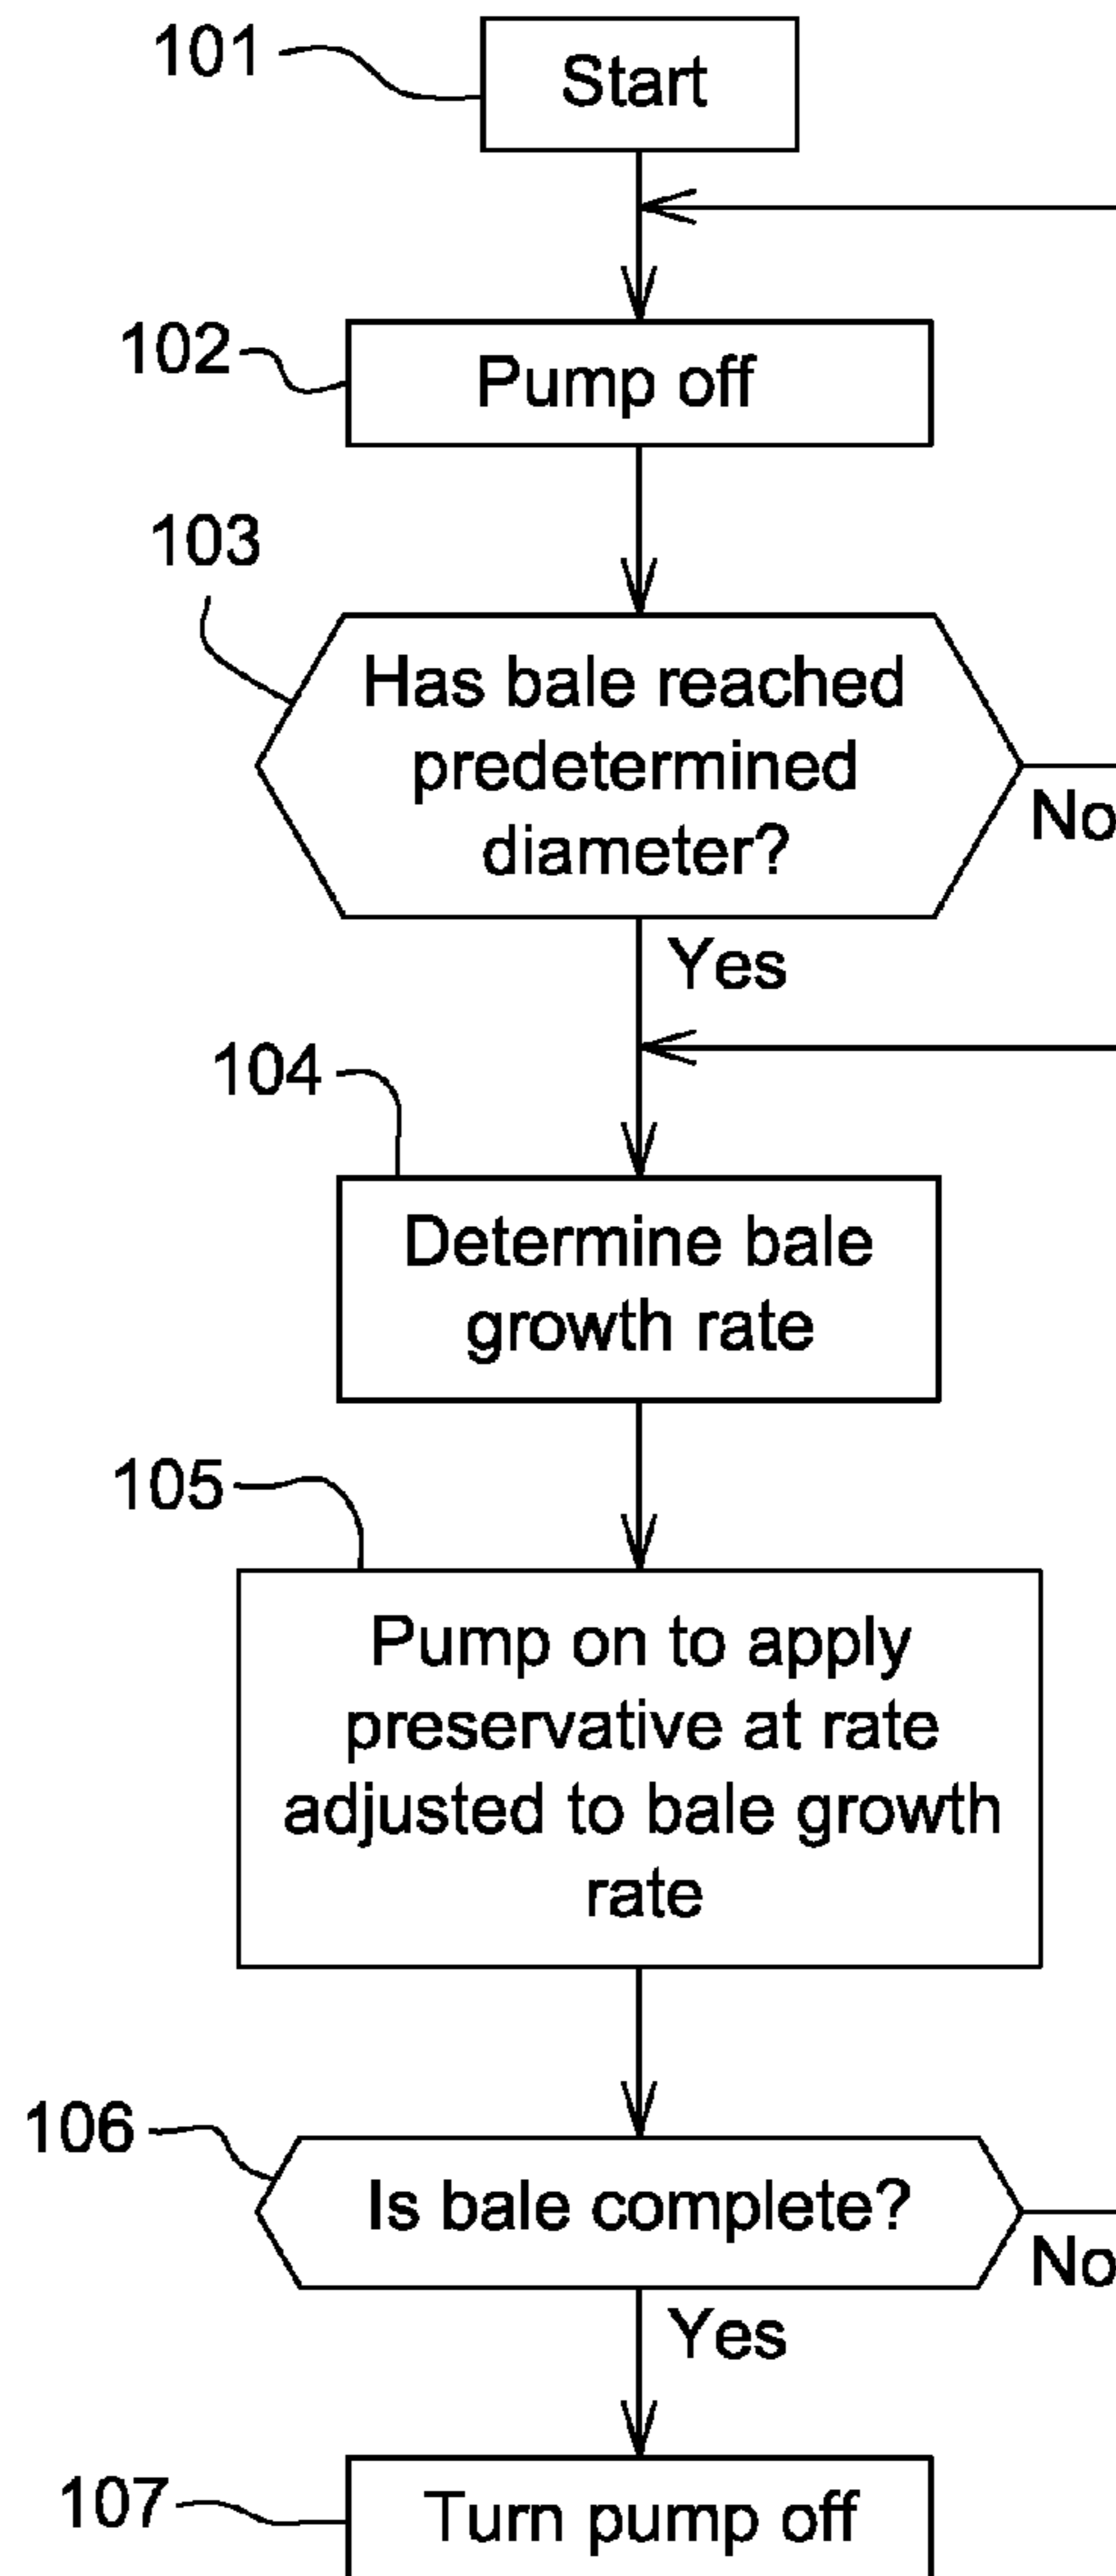 101
Start
102
Pump off
103
Has bale reached
predetermined
diameter?
No
Yes
104
Determine bale
growth rate
105
Pump on to apply
preservative at rate
adjusted to bale growth
rate
106
Is bale complete?
No
Yes
107
Turn pump off